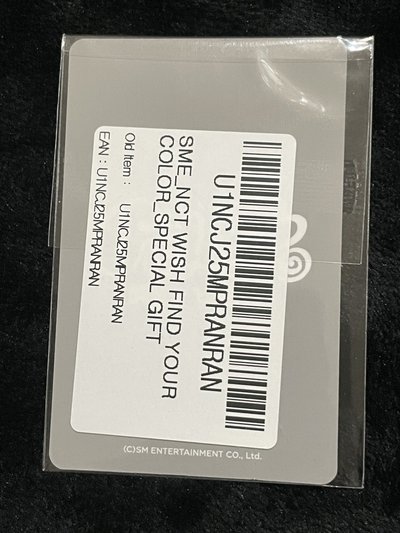 U1NCJ25MPRANRAN
SME_NCT WISH FIND YOUR
COLOR_SPECIAL GIFT
Old Item : U1NCJ25MPRANRAN
EAN : U1NCJ25MPRANRAN
(C)SM ENTERTAINMENT CO., Ltd.